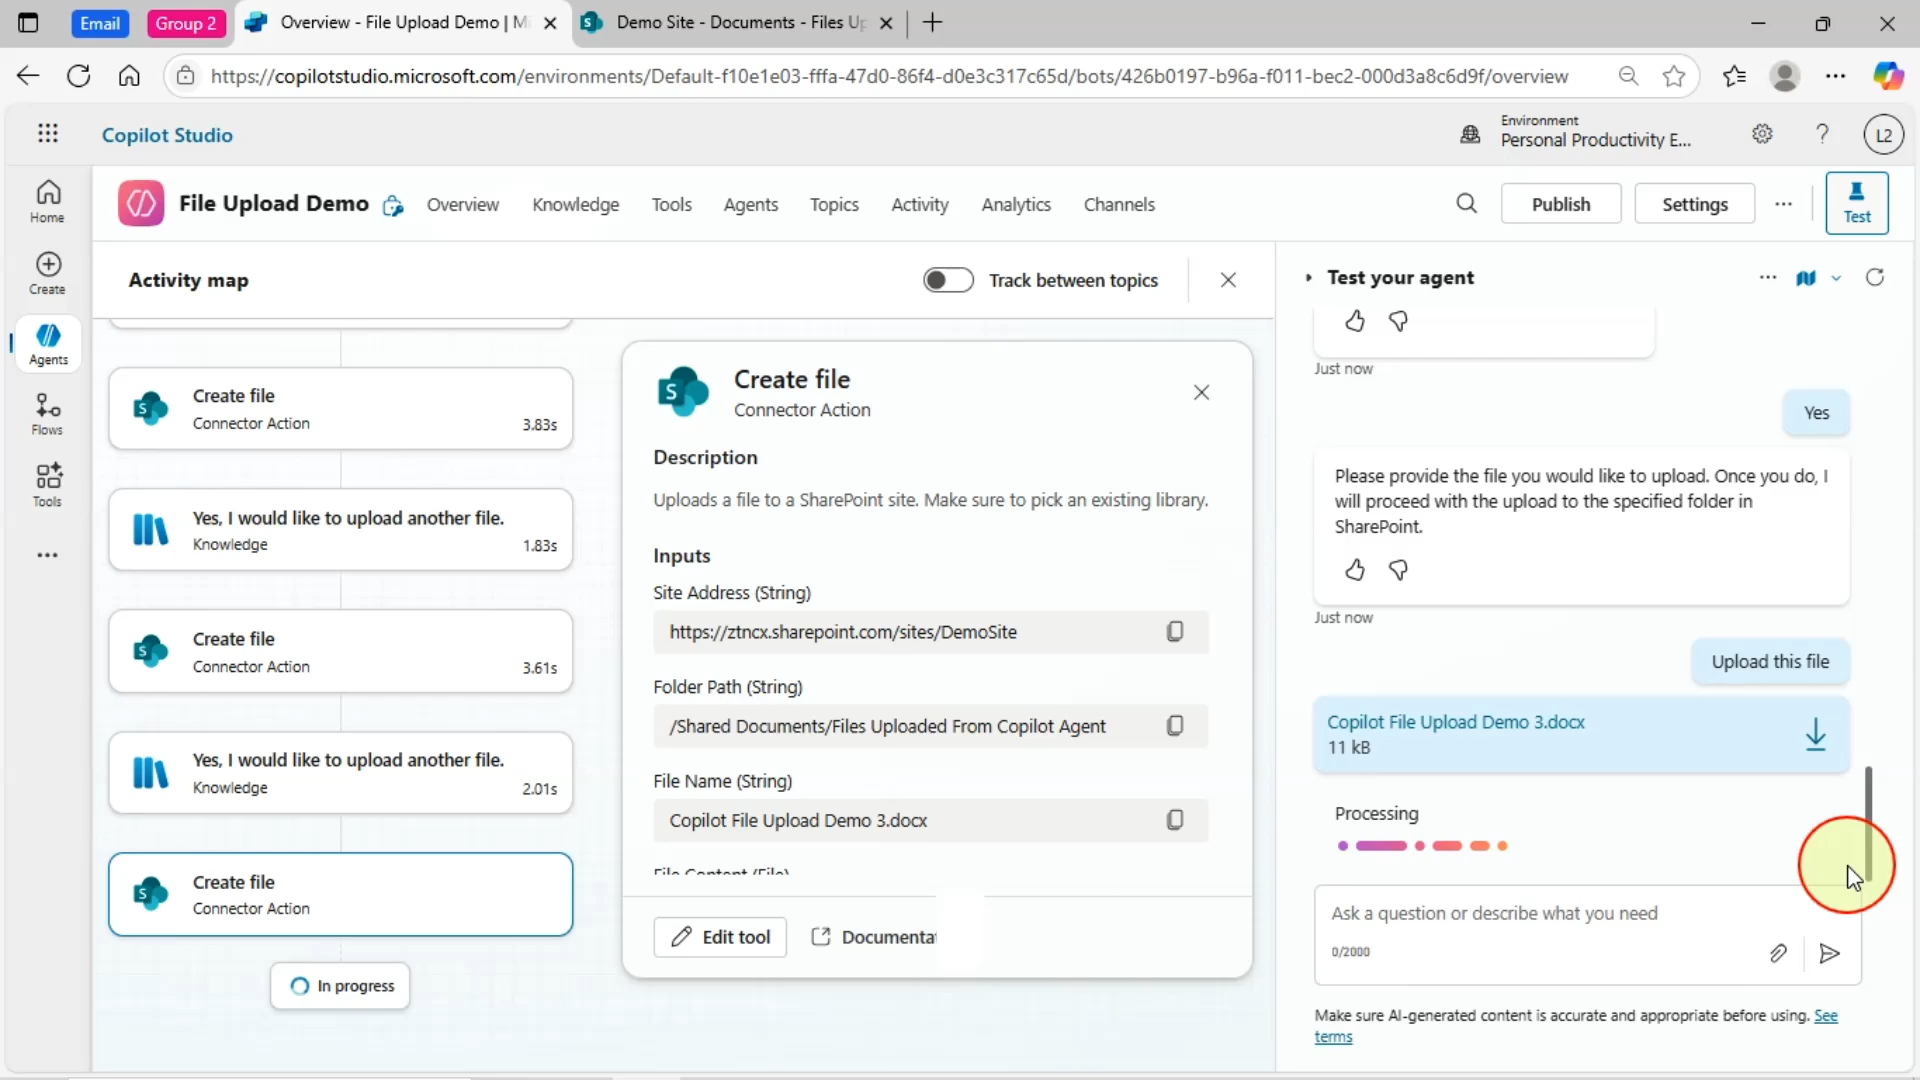 Email
Group 2
Overview - File Upload Demo | Mi
Demo Site - Documents - Files Up
https://copilotstudio.microsoft.com/environments/Default-f10e1e03-fffa-47d0-86f4-d0e3c317c65d/bots/426b0197-b96a-f011-bec2-000d3a8c6d9f/overview
Copilot Studio
Environment
Personal Productivity E...
L2
Home
Create
Agents
Flows
Tools
File Upload Demo
Overview
Knowledge
Tools
Agents
Topics
Activity
Analytics
Channels
Publish
Settings
Test
Activity map
Track between topics
Create file
Connector Action
3.83s
Yes, I would like to upload another file.
Knowledge
1.83s
Create file
Connector Action
3.61s
Yes, I would like to upload another file.
Knowledge
2.01s
Create file
Connector Action
In progress
Create file
Connector Action
Description
Uploads a file to a SharePoint site. Make sure to pick an existing library.
Inputs
Site Address (String)
https://ztncx.sharepoint.com/sites/DemoSite
Folder Path (String)
/Shared Documents/Files Uploaded From Copilot Agent
File Name (String)
Copilot File Upload Demo 3.docx
File Content (File)
Edit tool
Documentat
Test your agent
Just now
Yes
Please provide the file you would like to upload. Once you do, I
will proceed with the upload to the specified folder in
SharePoint.
Just now
Upload this file
Copilot File Upload Demo 3.docx
11 kB
Processing
Ask a question or describe what you need
0/2000
Make sure AI-generated content is accurate and appropriate before using. See
terms